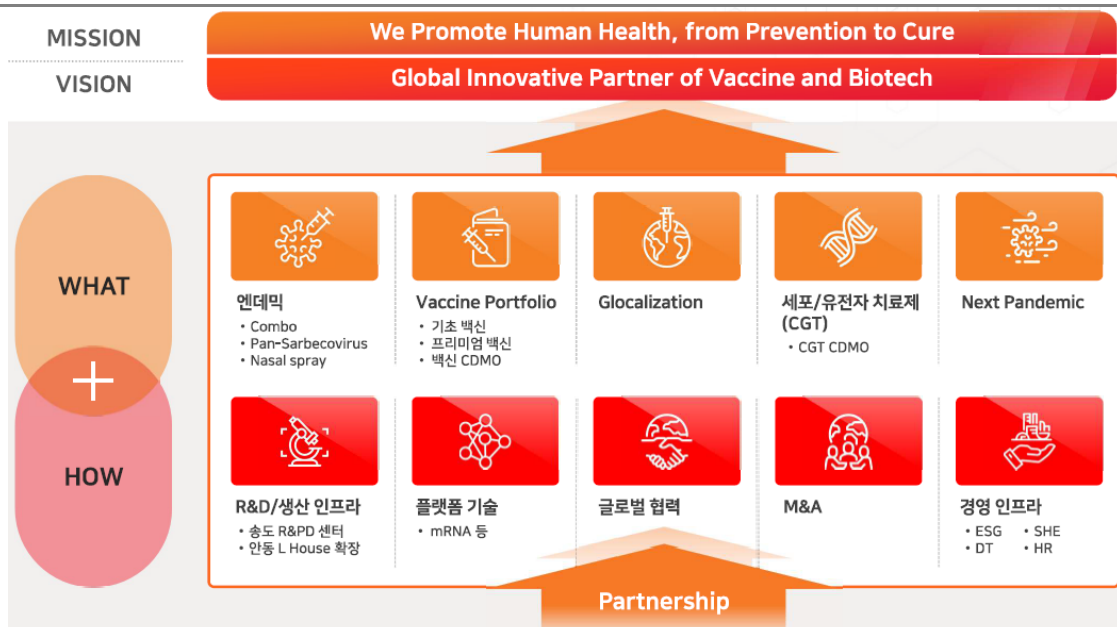 MISSION
We Promote Human Health, from Prevention to Cure
VISION
Global Innovative Partner of Vaccine and Biotech
WHAT
엔데믹
• Combo
• Pan-Sarbecovirus
• Nasal spray
Vaccine Portfolio
• 기초 백신
• 프리미엄 백신
• 백신 CDMO
Glocalization
세포/유전자 치료제
(CGT)
• CGT CDMO
Next Pandemic
+
HOW
R&D/생산 인프라
• 송도 R&PD 센터
• 안동 L House 확장
플랫폼 기술
• mRNA 등
글로벌 협력
M&A
경영 인프라
• ESG • SHE
• DT • HR
Partnership